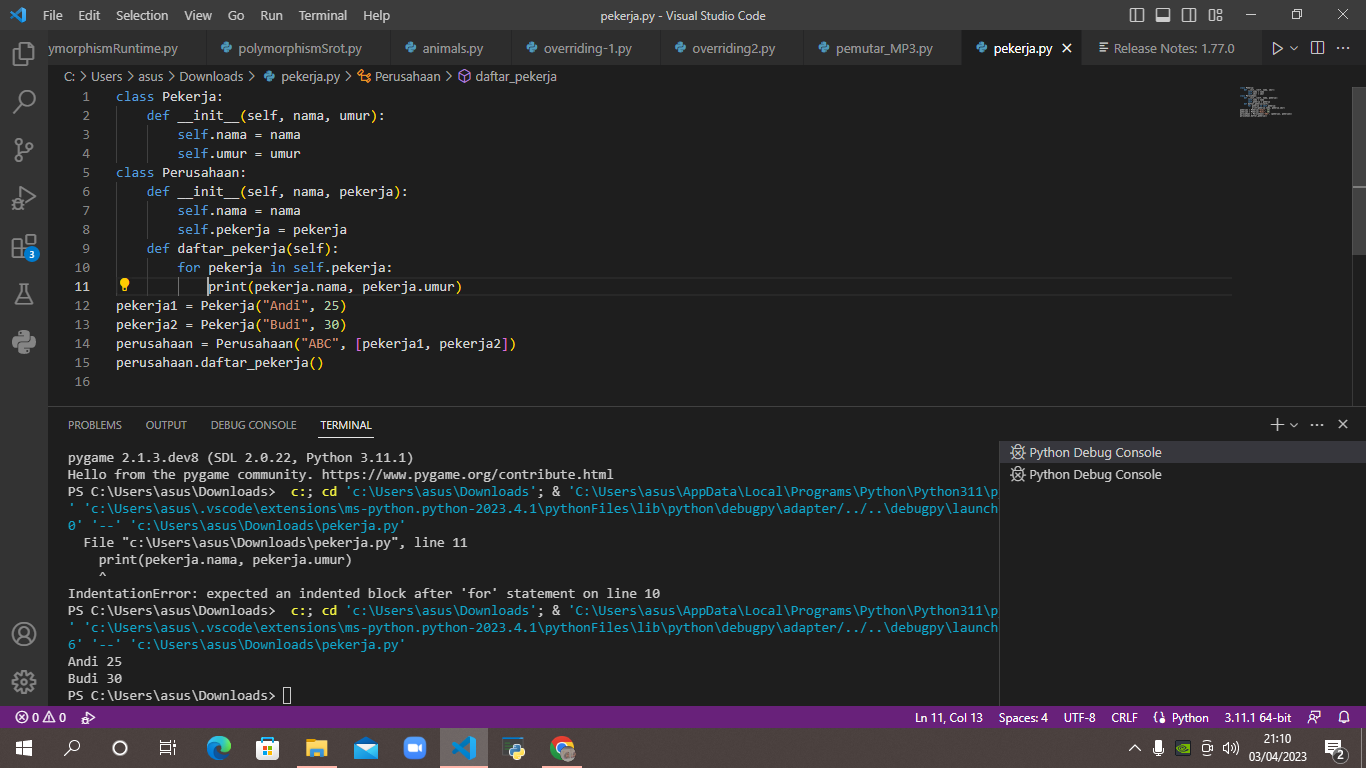 File Edit Selection View Go Run Terminal Help
pekerja.py - Visual Studio Code
ymorphismRuntime.py polymorphismSrot.py animals.py overriding-1.py overriding2.py pemutar_MP3.py pekerja.py Release Notes: 1.77.0
C: > Users > asus > Downloads > pekerja.py > Perusahaan > daftar_pekerja
1 class Pekerja:
2 def __init__(self, nama, umur):
3 self.nama = nama
4 self.umur = umur
5 class Perusahaan:
6 def __init__(self, nama, pekerja):
7 self.nama = nama
8 self.pekerja = pekerja
9 def daftar_pekerja(self):
10 for pekerja in self.pekerja:
11 print(pekerja.nama, pekerja.umur)
12 pekerja1 = Pekerja("Andi", 25)
13 pekerja2 = Pekerja("Budi", 30)
14 perusahaan = Perusahaan("ABC", [pekerja1, pekerja2])
15 perusahaan.daftar_pekerja()
16
3
PROBLEMS OUTPUT DEBUG CONSOLE TERMINAL
pygame 2.1.3.dev8 (SDL 2.0.22, Python 3.11.1)
Hello from the pygame community. https://www.pygame.org/contribute.html
PS C:\Users\asus\Downloads>  c:; cd 'c:\Users\asus\Downloads'; & 'C:\Users\asus\AppData\Local\Programs\Python\Python311\p
' 'c:\Users\asus\.vscode\extensions\ms-python.python-2023.4.1\pythonFiles\lib\python\debugpy\adapter/../..\debugpy\launch
0' '--' 'c:\Users\asus\Downloads\pekerja.py'
File "c:\Users\asus\Downloads\pekerja.py", line 11
print(pekerja.nama, pekerja.umur)
^
IndentationError: expected an indented block after 'for' statement on line 10
PS C:\Users\asus\Downloads>  c:; cd 'c:\Users\asus\Downloads'; & 'C:\Users\asus\AppData\Local\Programs\Python\Python311\p
' 'c:\Users\asus\.vscode\extensions\ms-python.python-2023.4.1\pythonFiles\lib\python\debugpy\adapter/../..\debugpy\launch
6' '--' 'c:\Users\asus\Downloads\pekerja.py'
Andi 25
Budi 30
PS C:\Users\asus\Downloads>
Python Debug Console
Python Debug Console
0 0 Ln 11, Col 13 Spaces: 4 UTF-8 CRLF Python 3.11.1 64-bit
21:10
03/04/2023
2